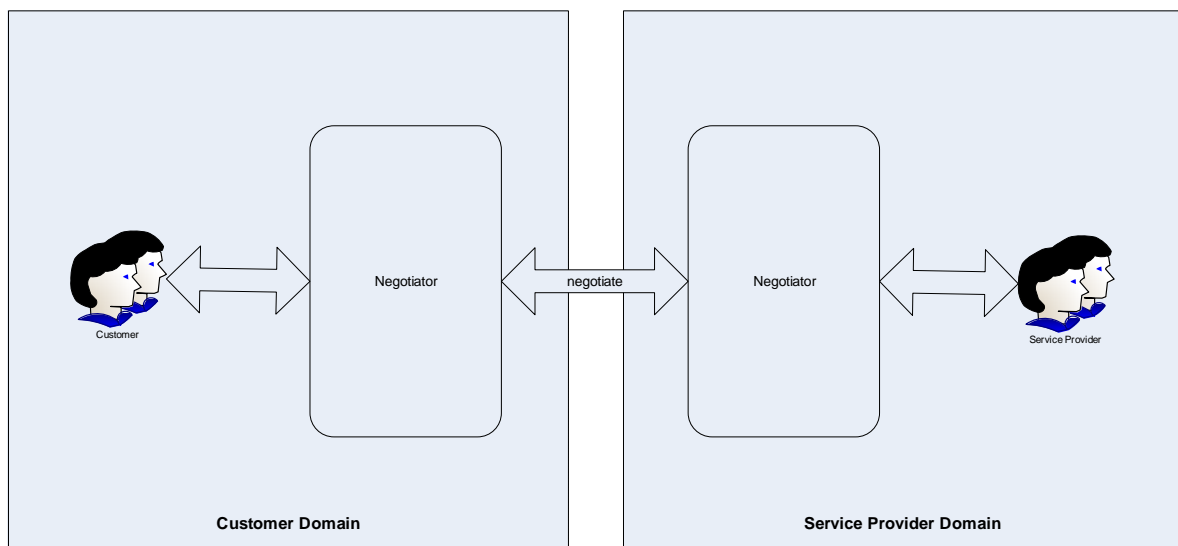 Negotiator
negotiate
Negotiator
Customer
Service Provider
Customer Domain
Service Provider Domain